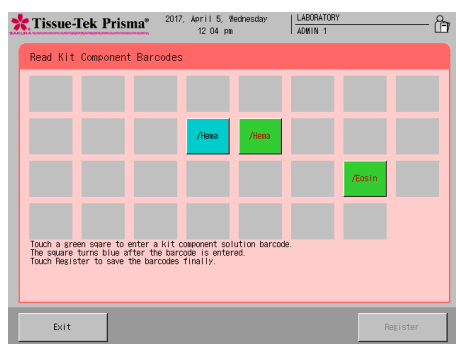 Tissue-Tek Prisma®
SAKURA
2017, April 5, Wednesday
12 04 pm
LABORATORY
ADMIN 1
Read Kit Component Barcodes
/Hema
/Hema
/Eosin
Touch a green sqare to enter a kit component solution barcode.
The square turns blue after the barcode is entered.
Touch Register to save the barcodes finally.
Exit
Register